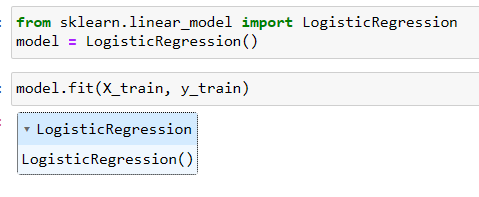 from sklearn.linear_model import LogisticRegression
model = LogisticRegression()
model.fit(X_train, y_train)
▾ LogisticRegression
LogisticRegression()